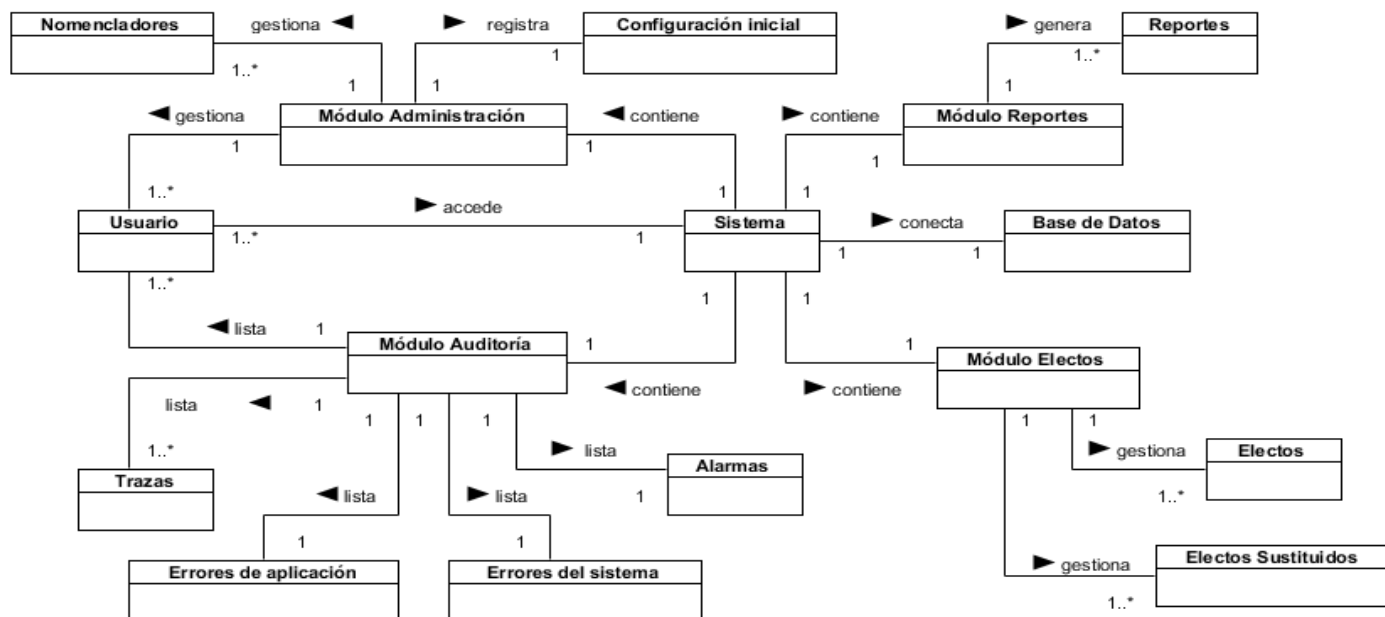 Nomencladores
gestiona
registra
Configuración inicial
genera
Reportes
1..*
1
1
1
1..*
1
Módulo Administración
gestiona
contiene
contiene
Módulo Reportes
1
1
1
1..*
1
1
Usuario
accede
Sistema
conecta
Base de Datos
1..*
1
1
1
1..*
1
1
lista
1
Módulo Auditoría
1
1
Módulo Electos
lista
1
contiene
contiene
1
1
1
1
1
1..*
lista
gestiona
Electos
Trazas
Alarmas
1
1..*
lista
lista
1
1
Errores de aplicación
Errores del sistema
gestiona
Electos Sustituidos
1..*